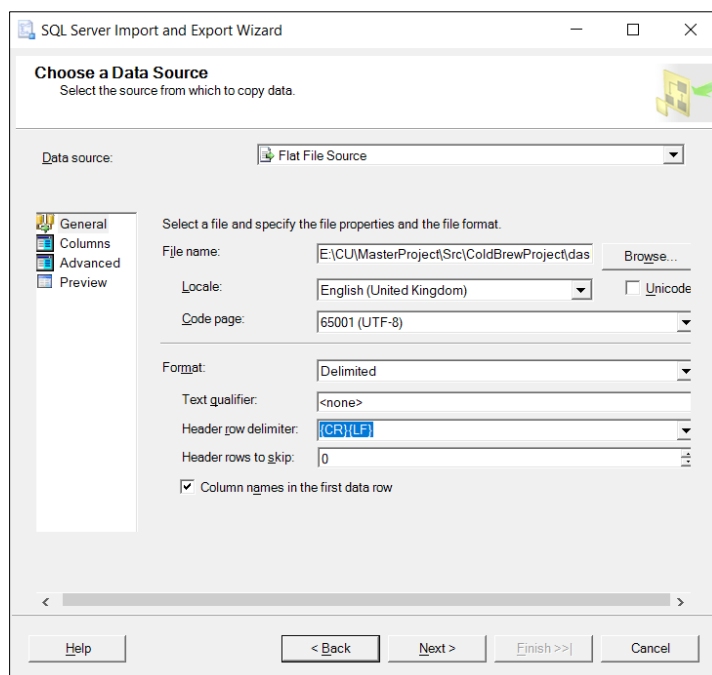 SQL Server Import and Export Wizard
Choose a Data Source
Select the source from which to copy data.
Data source: Flat File Source
General
Columns
Advanced
Preview
Select a file and specify the file properties and the file format.
File name: E:\CU\MasterProject\Src\ColdBrewProject\das Browse...
Locale: English (United Kingdom) Unicode
Code page: 65001 (UTF-8)
Format: Delimited
Text qualifier: <none>
Header row delimiter: {CR}{LF}
Header rows to skip: 0
Column names in the first data row
Help < Back Next > Finish >>| Cancel